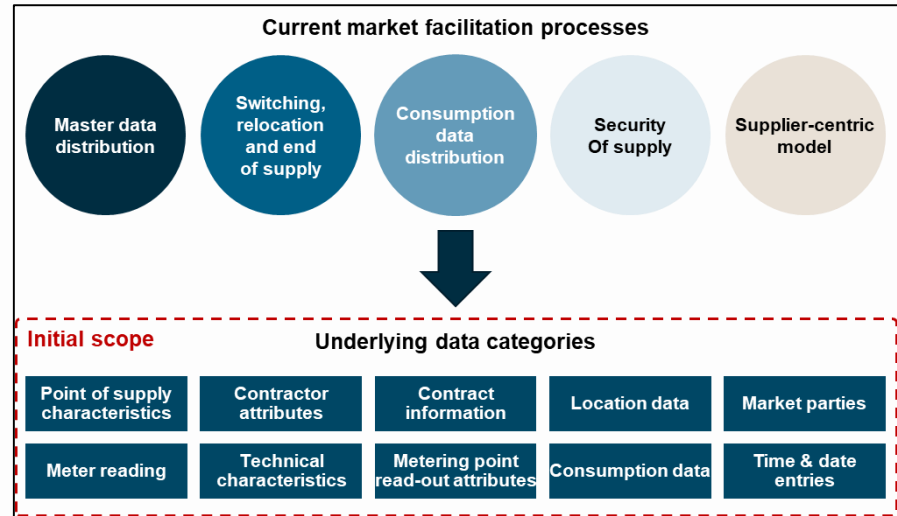 Current market facilitation processes
Master data
distribution
Switching,
relocation
and end
of supply
Consumption
data
distribution
Security
Of supply
Supplier-centric
model
Initial scope
Underlying data categories
Point of supply
characteristics
Contractor
attributes
Contract
information
Location data
Market parties
Meter reading
Technical
characteristics
Metering point
read-out attributes
Consumption data
Time & date
entries